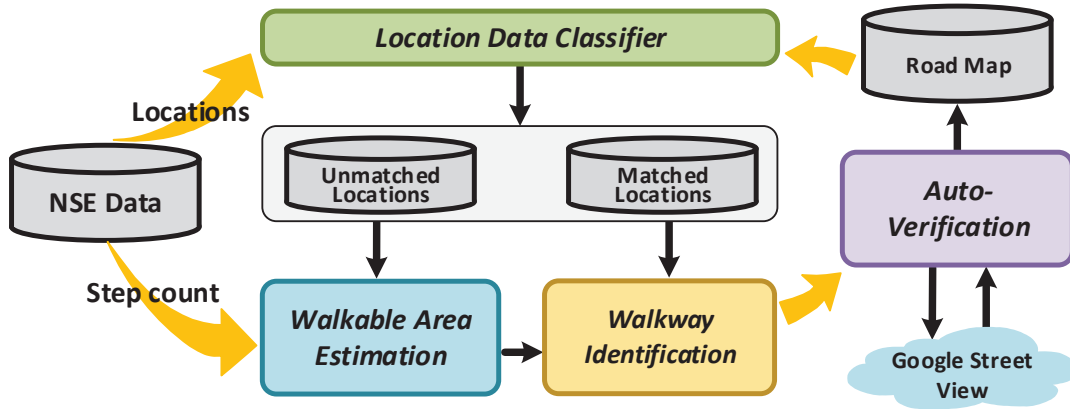 Location Data Classifier
Road Map
Locations
Unmatched
Locations
Matched
Locations
NSE Data
Auto-
Verification
Step count
Walkable Area
Estimation
Walkway
Identification
Google Street
View